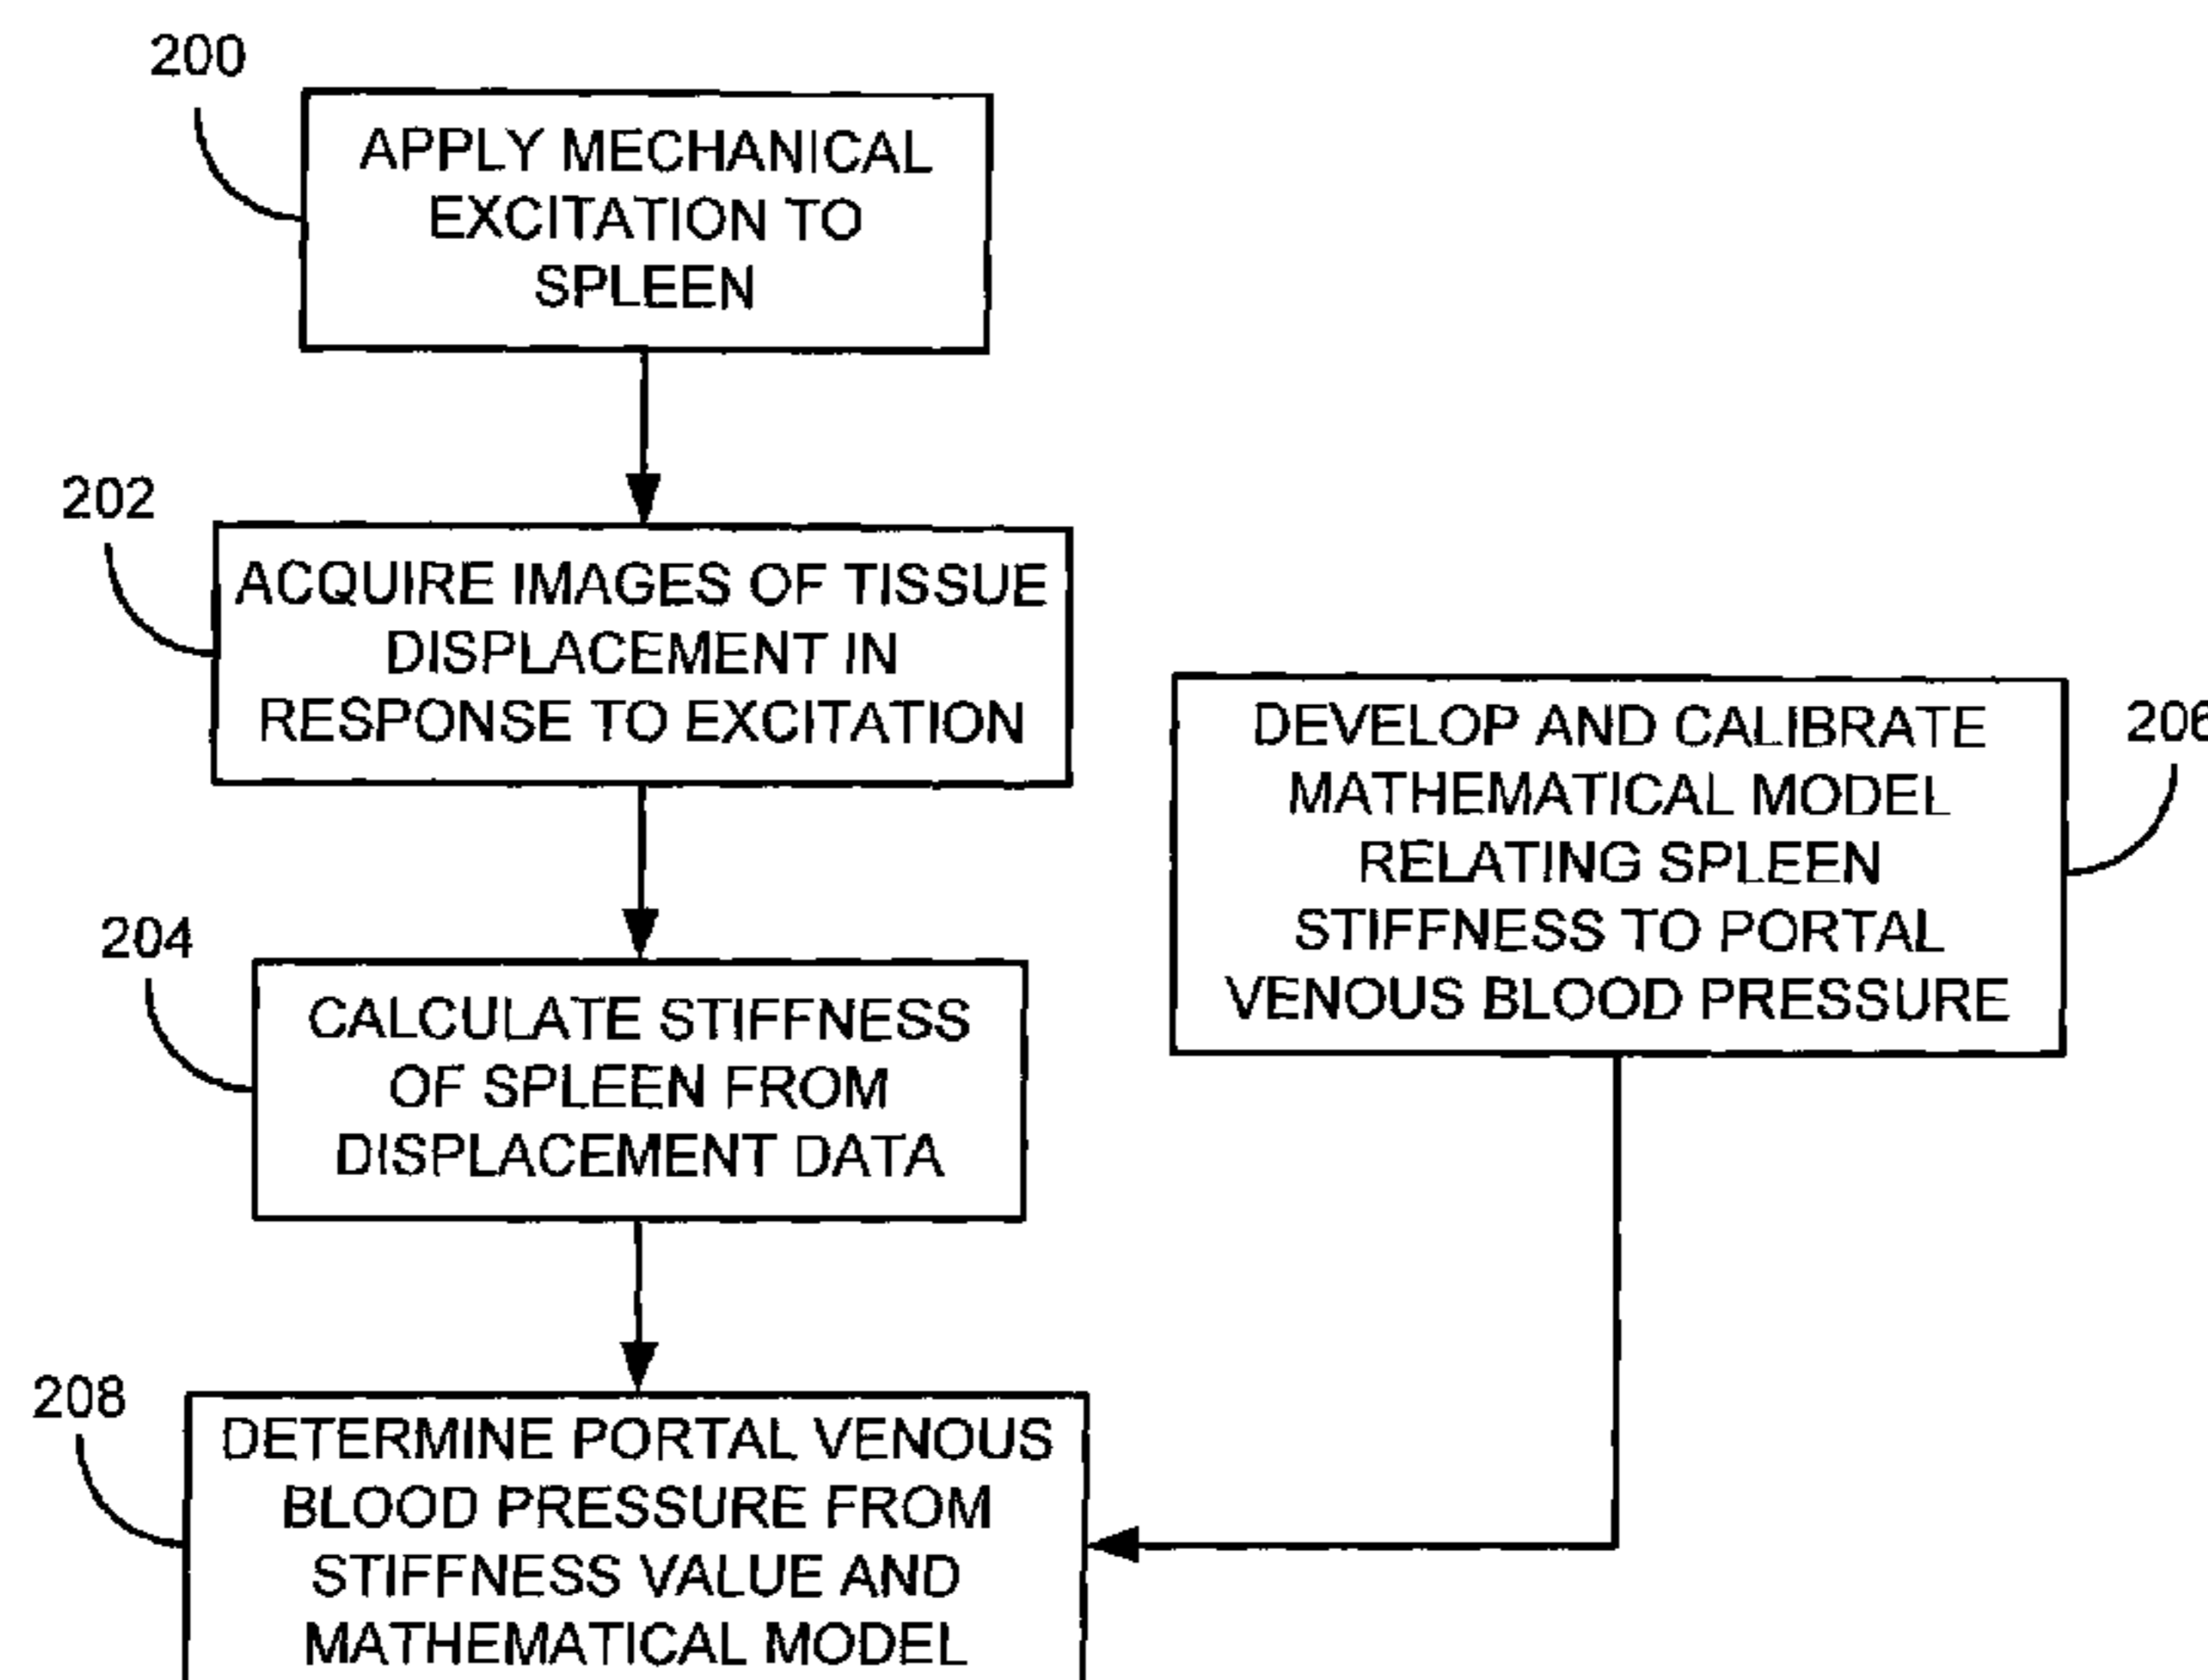 200
APPLY MECHANICAL
EXCITATION TO
SPLEEN
202
ACQUIRE IMAGES OF TISSUE
DISPLACEMENT IN
RESPONSE TO EXCITATION
206
DEVELOP AND CALIBRATE
MATHEMATICAL MODEL
RELATING SPLEEN
STIFFNESS TO PORTAL
VENOUS BLOOD PRESSURE
204
CALCULATE STIFFNESS
OF SPLEEN FROM
DISPLACEMENT DATA
208
DETERMINE PORTAL VENOUS
BLOOD PRESSURE FROM
STIFFNESS VALUE AND
MATHEMATICAL MODEL